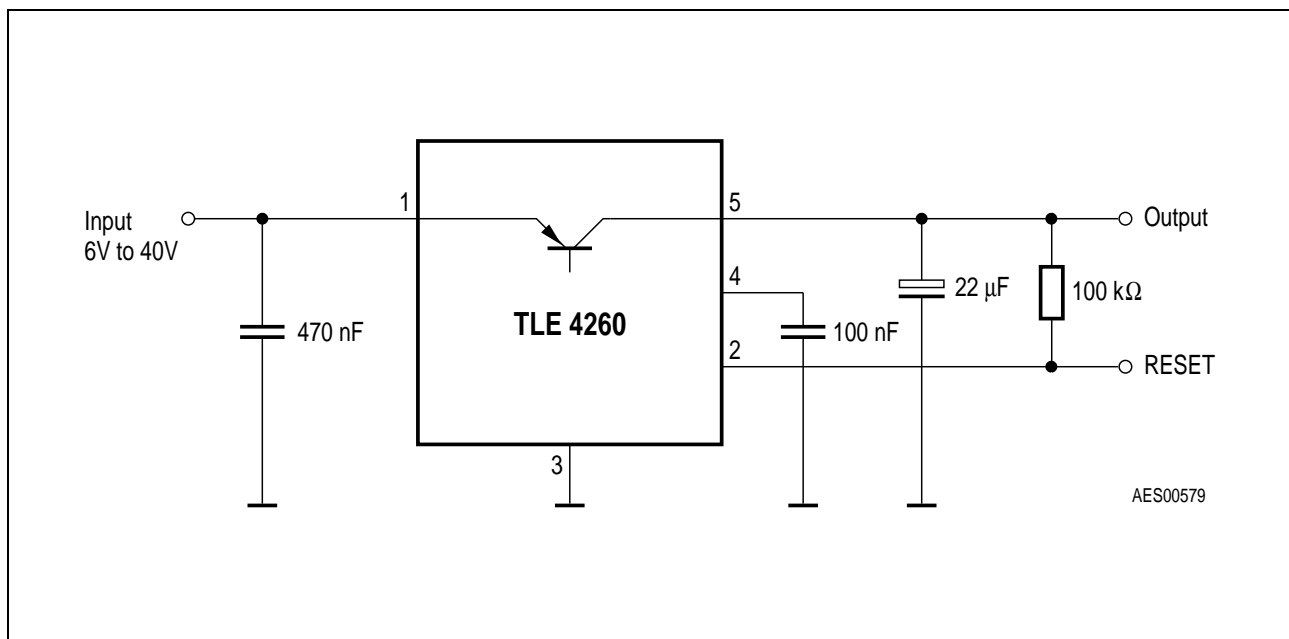 Input
6V to 40V
1
5
Output
4
470 nF
TLE 4260
100 nF
22 μF
100 kΩ
2
RESET
3
AES00579